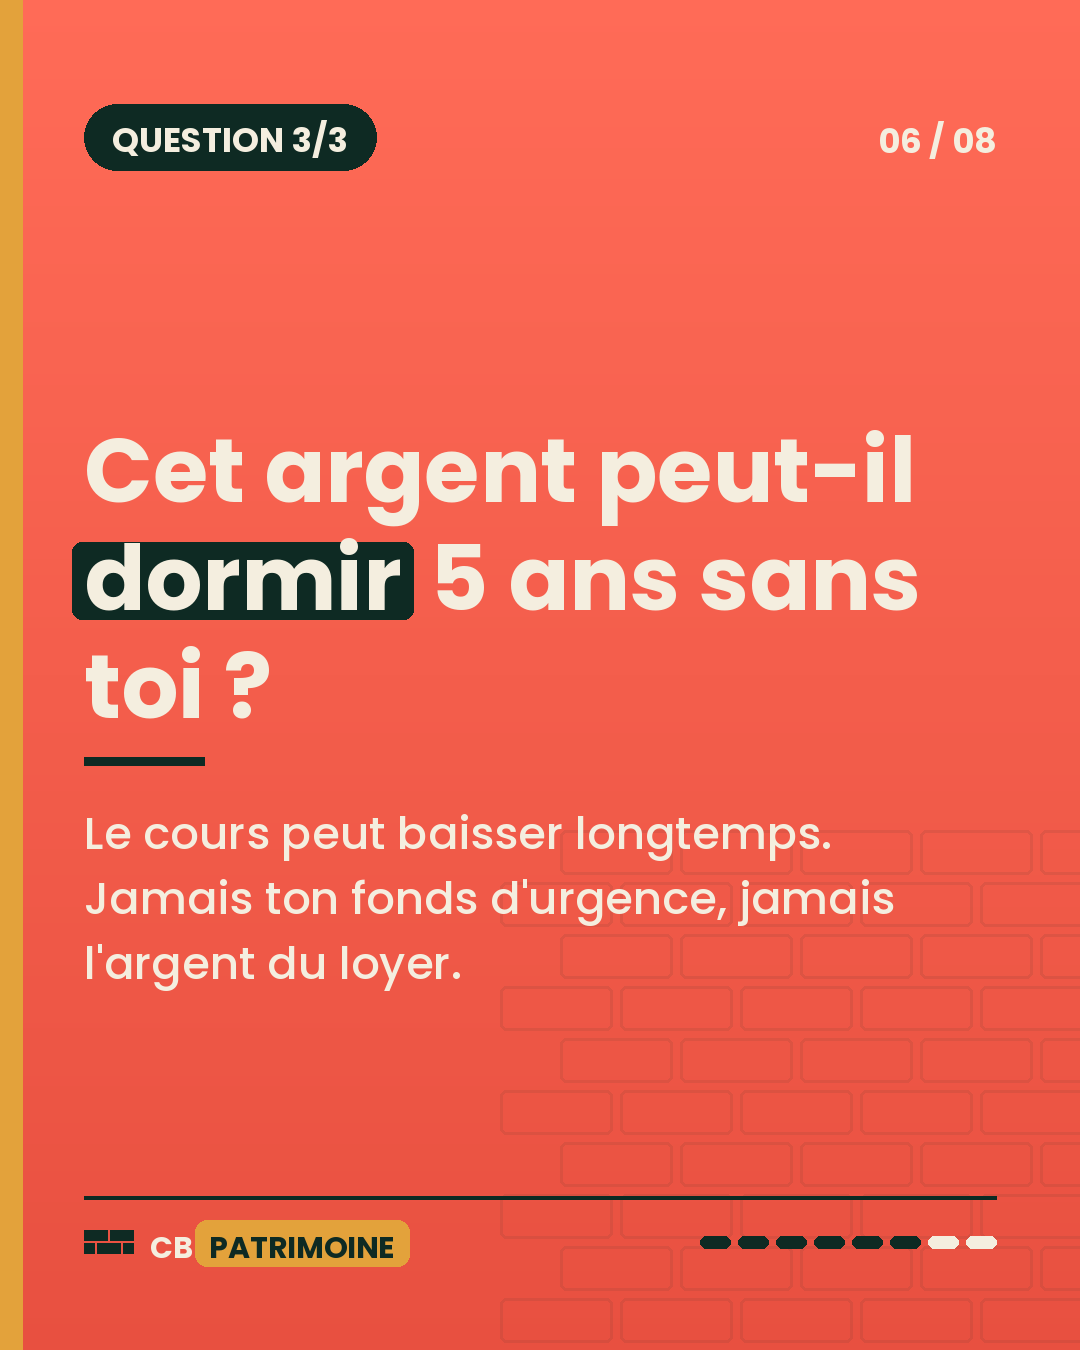 QUESTION 3/3
06 / 08
Cet argent peut-il
dormir 5 ans sans
toi ?
Le cours peut baisser longtemps.
Jamais ton fonds d'urgence, jamais
l'argent du loyer.
CB PATRIMOINE